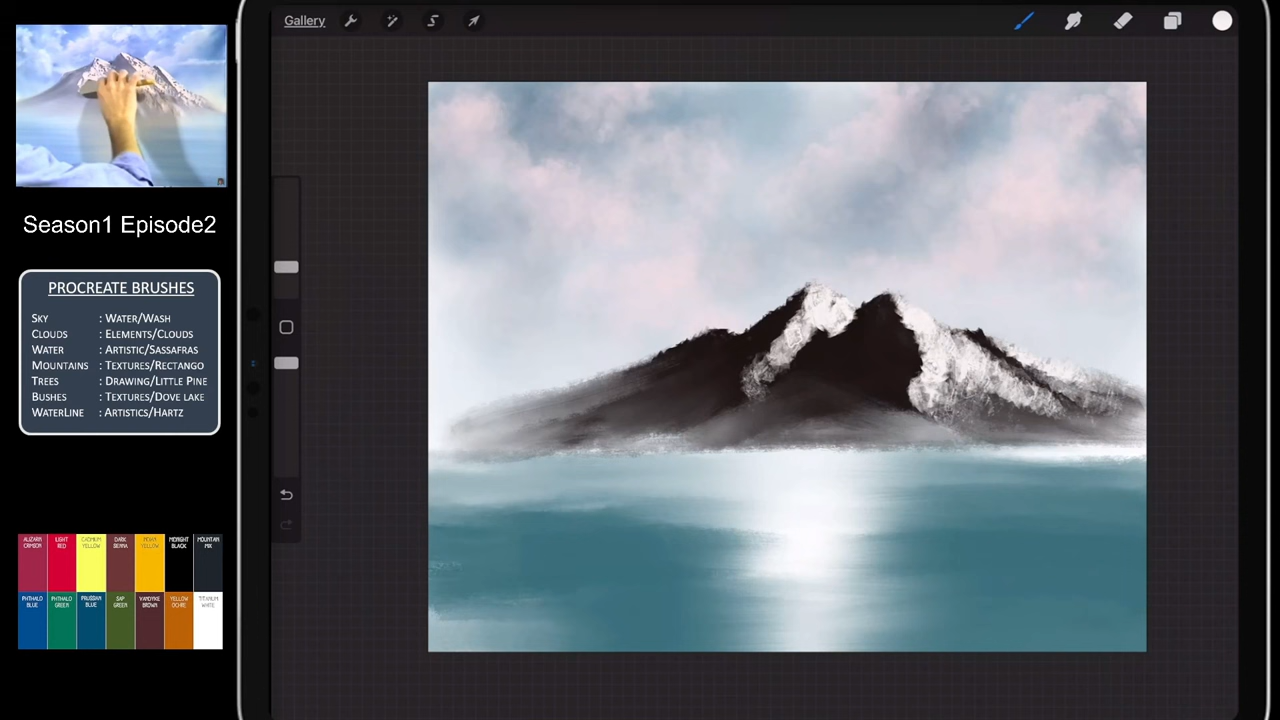 Gallery
Season1 Episode2
PROCREATE BRUSHES
SKY : WATER/WASH
CLOUDS : ELEMENTS/CLOUDS
WATER : ARTISTIC/SASSAFRAS
MOUNTAINS : TEXTURES/RECTANGO
TREES : DRAWING/LITTLE PINE
BUSHES : TEXTURES/DOVE LAKE
WATERLINE : ARTISTICS/HARTZ
ALIZARIN CRIMSON
LIGHT RED
CADMIUM YELLOW
DARK SIENNA
INDIAN YELLOW
MIDNIGHT BLACK
MOUNTAIN MIX
PHTHALO BLUE
PHTHALO GREEN
PRUSSIAN BLUE
SAP GREEN
VANDYKE BROWN
YELLOW OCHRE
TITANIUM WHITE